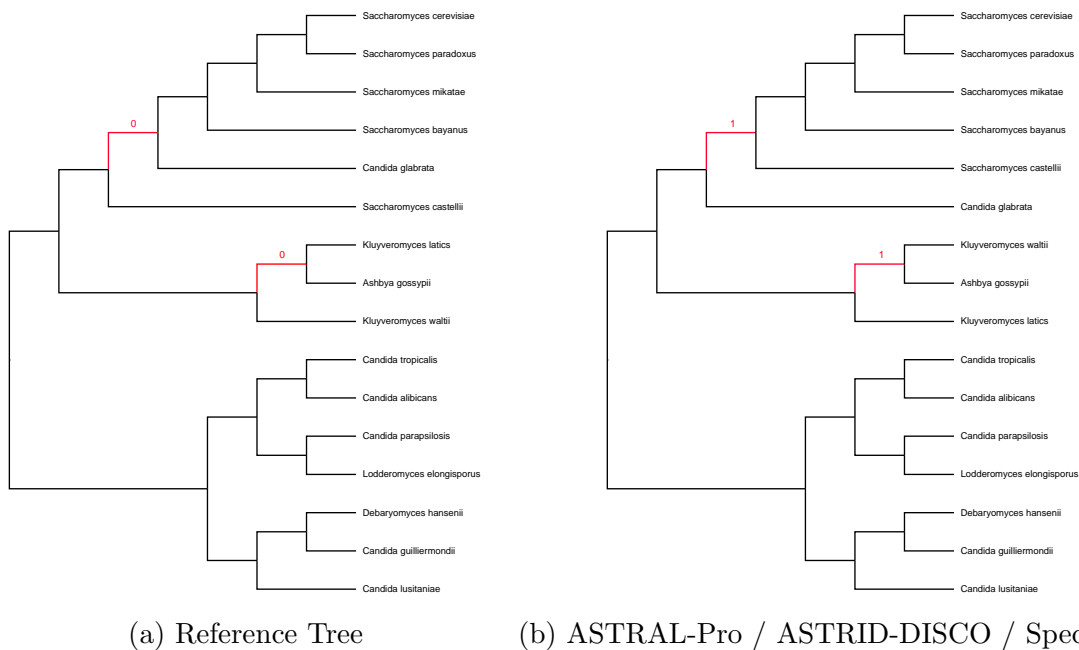 Saccharomyces cerevisiae
Saccharomyces paradoxus
Saccharomyces mikatae
0
Saccharomyces bayanus
Candida glabrata
Saccharomyces castellii
Kluyveromyces latics
0
Ashbya gossypii
Kluyveromyces waltii
Candida tropicalis
Candida alibicans
Candida parapsilosis
Lodderomyces elongisporus
Debaryomyces hansenii
Candida guilliermondii
Candida lusitaniae
(a) Reference Tree
Saccharomyces cerevisiae
Saccharomyces paradoxus
Saccharomyces mikatae
1
Saccharomyces bayanus
Saccharomyces castellii
Candida glabrata
Kluyveromyces waltii
1
Ashbya gossypii
Kluyveromyces latics
Candida tropicalis
Candida alibicans
Candida parapsilosis
Lodderomyces elongisporus
Debaryomyces hansenii
Candida guilliermondii
Candida lusitaniae
(b) ASTRAL-Pro / ASTRID-DISCO / Spec